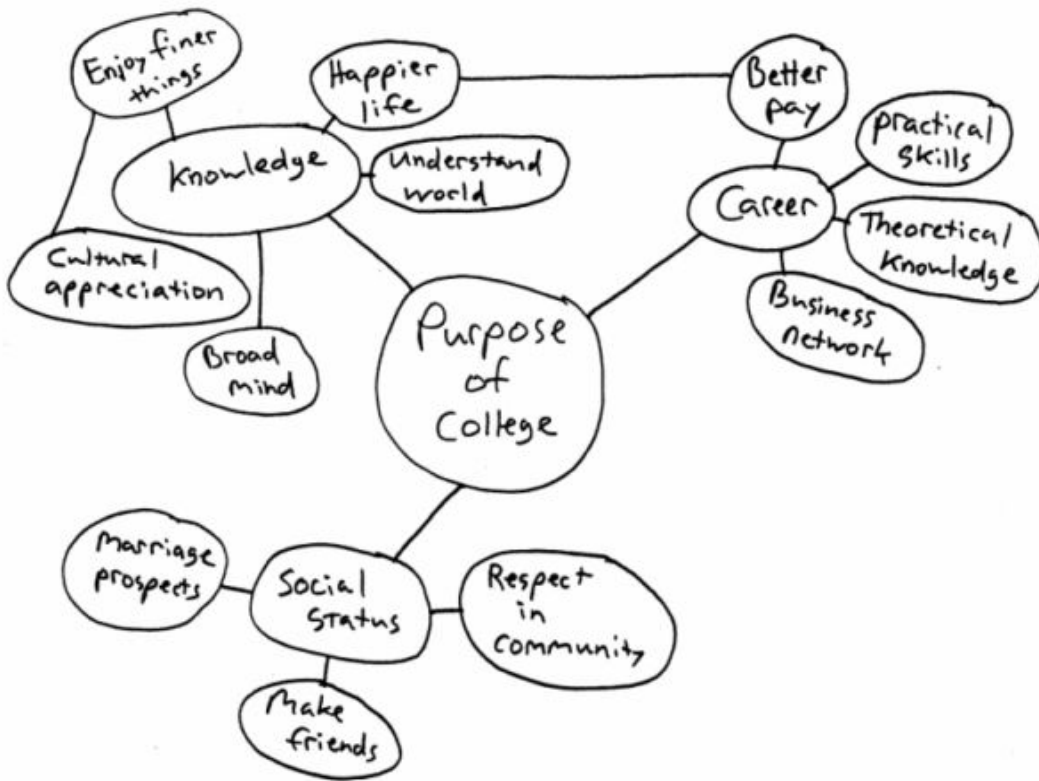 Enjoy finer
things
Happier
life
Better
pay
practical
skills
Knowledge
Understand
world
Career
Theoretical
Knowledge
Cultural
appreciation
Business
network
Broad
mind
Purpose
of
College
Marriage
prospects
Social
Status
Respect
in
community
Make
friends